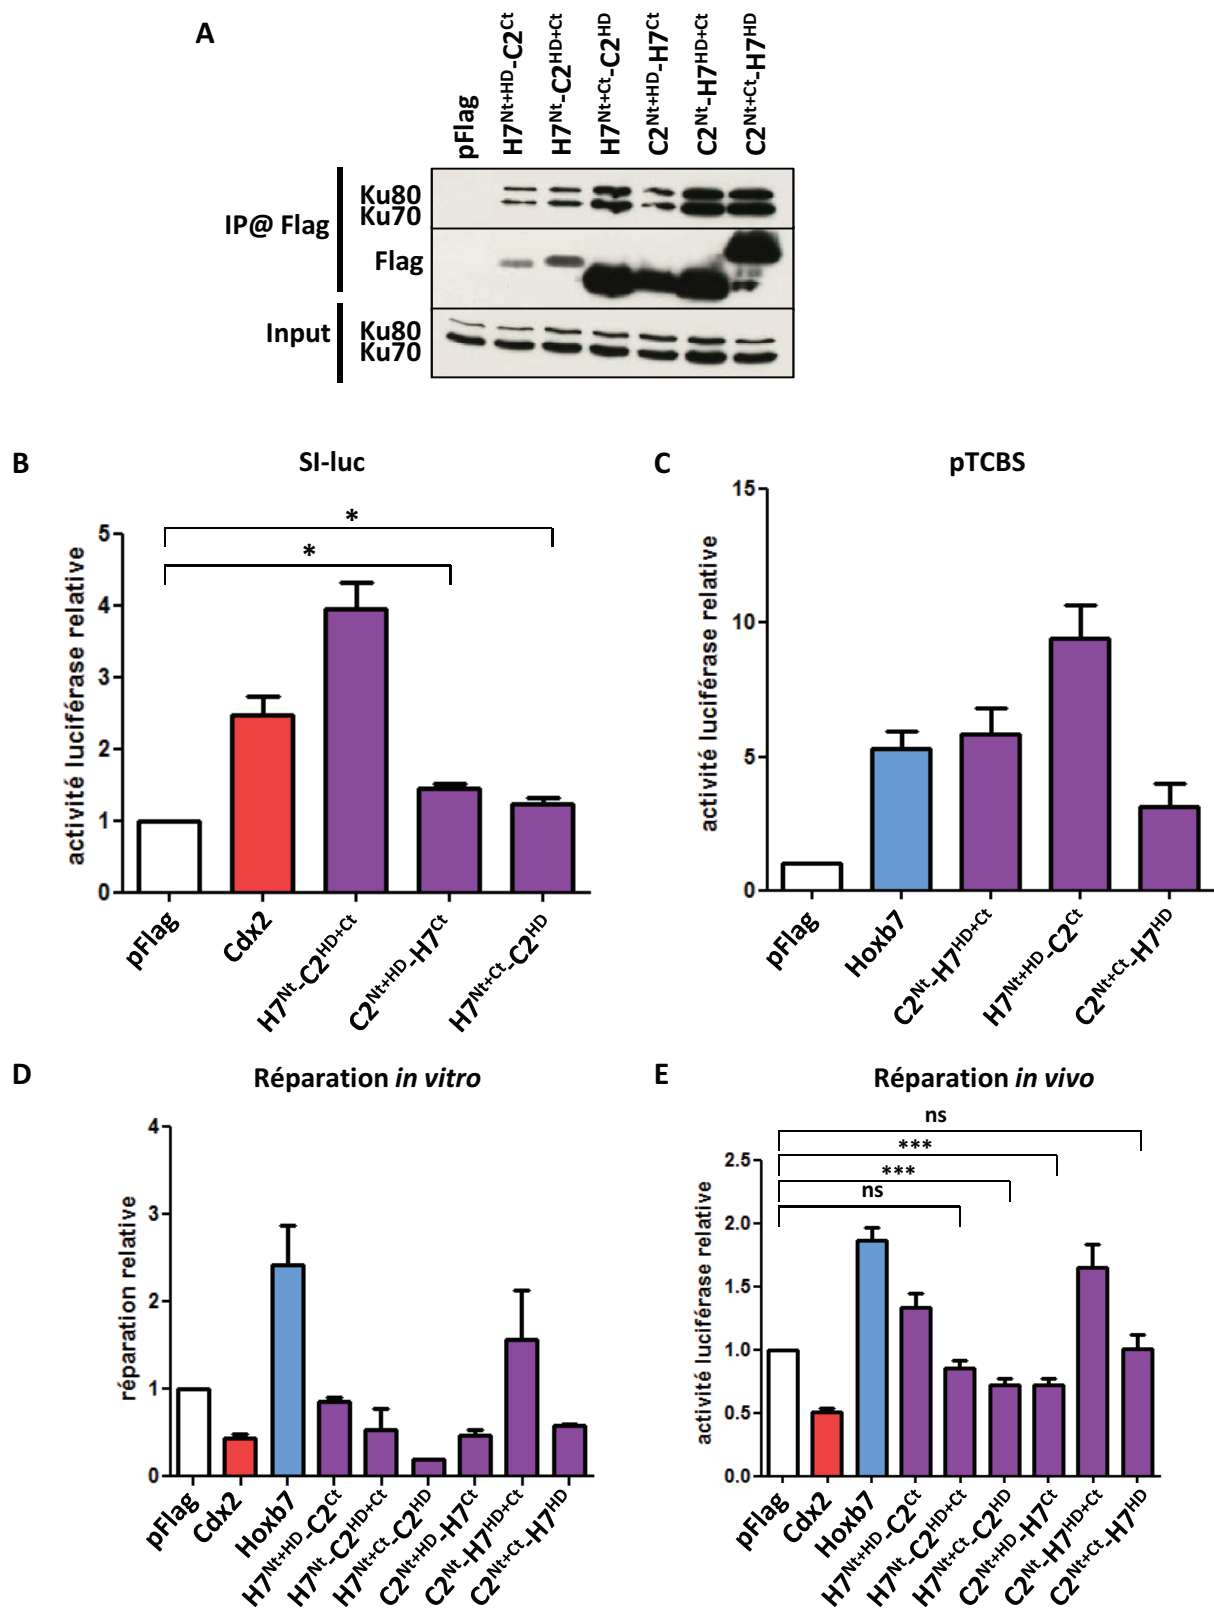 A
pFlag
H7Nt+HD-C2Ct
H7Nt-C2HD+Ct
H7Nt+Ct-C2HD
C2Nt+HD-H7Ct
C2Nt-H7HD+Ct
C2Nt+Ct-H7HD
IP@ Flag
Ku80
Ku70
Flag
Input
Ku80
Ku70
B
SI-luc
activité luciférase relative
5
4
3
2
1
0
*
*
pFlag
Cdx2
H7Nt-C2HD+Ct
C2Nt+HD-H7Ct
H7Nt+Ct-C2HD
C
pTCBS
activité luciférase relative
15
10
5
0
pFlag
Hoxb7
C2Nt-H7HD+Ct
H7Nt+HD-C2Ct
C2Nt+Ct-H7HD
D
Réparation in vitro
réparation relative
4
3
2
1
0
pFlag
Cdx2
Hoxb7
H7Nt+HD-C2Ct
H7Nt-C2HD+Ct
H7Nt+Ct-C2HD
C2Nt+HD-H7Ct
C2Nt-H7HD+Ct
C2Nt+Ct-H7HD
E
Réparation in vivo
ns
***
***
ns
activité luciférase relative
2.5
2.0
1.5
1.0
0.5
0.0
pFlag
Cdx2
Hoxb7
H7Nt+HD-C2Ct
H7Nt-C2HD+Ct
H7Nt+Ct-C2HD
C2Nt+HD-H7Ct
C2Nt-H7HD+Ct
C2Nt+Ct-H7HD